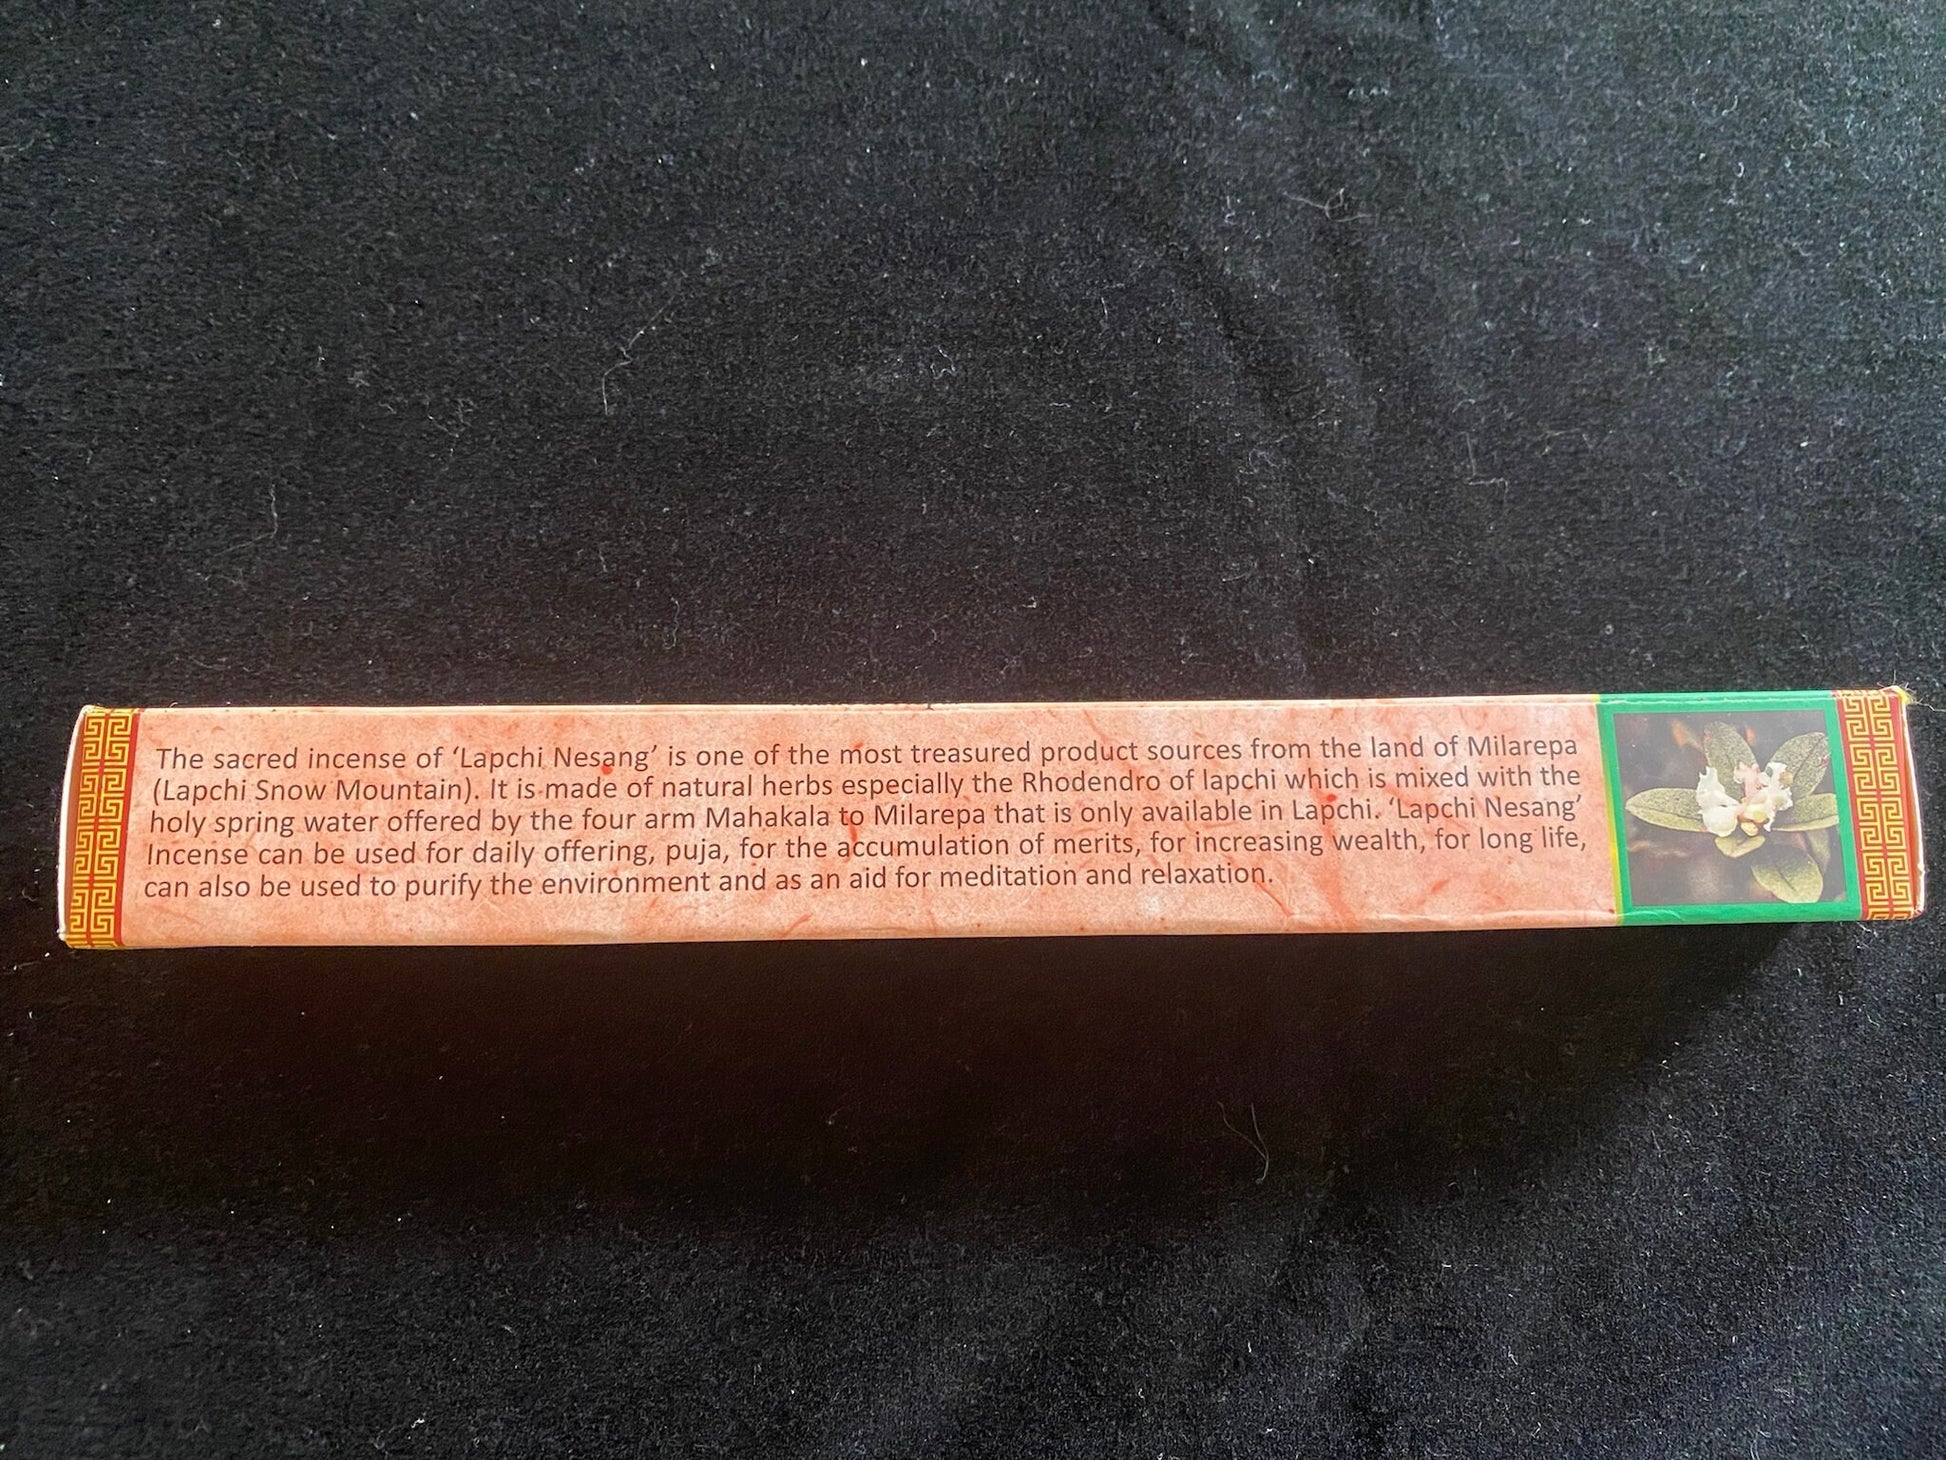 The sacred incense of ‘Lapchi Nesang’ is one of the most treasured product sources from the land of Milarepa
(Lapchi Snow Mountain). It is made of natural herbs especially the Rhodendro of lapchi which is mixed with the
holy spring water offered by the four arm Mahakala to Milarepa that is only available in Lapchi. ‘Lapchi Nesang’
Incense can be used for daily offering, puja, for the accumulation of merits, for increasing wealth, for long life,
can also be used to purify the environment and as an aid for meditation and relaxation.